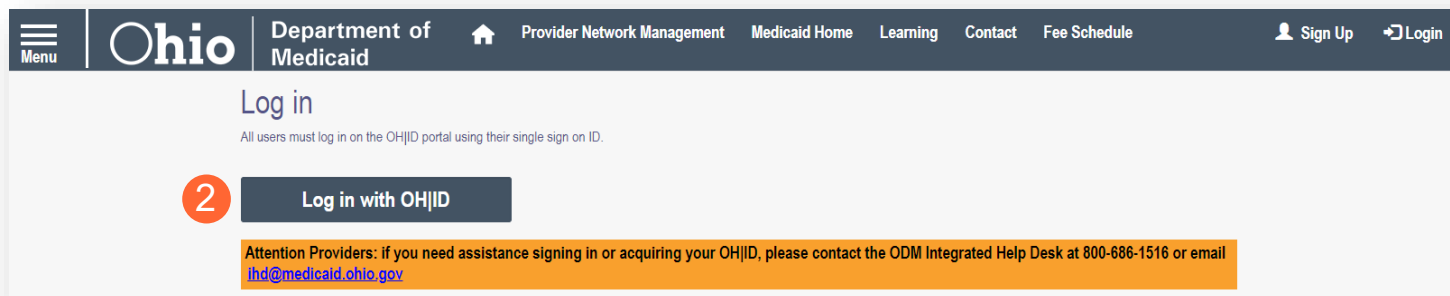 Menu
Ohio
Department of
Medicaid
Provider Network Management Medicaid Home Learning Contact Fee Schedule
Sign Up Login
Log in
All users must log in on the OH|ID portal using their single sign on ID.
2
Log in with OH|ID
Attention Providers: if you need assistance signing in or acquiring your OH|ID, please contact the ODM Integrated Help Desk at 800-686-1516 or email
ihd@medicaid.ohio.gov